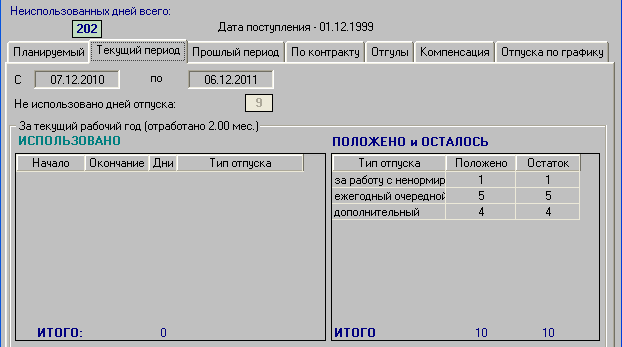 Неиспользованных дней всего:
202 Дата поступления - 01.12.1999
Планируемый Текущий период Прошлый период По контракту Отгулы Компенсация Отпуска по графику
С 07.12.2010 по 06.12.2011
Не использовано дней отпуска: 9
За текущий рабочий год (отработано 2.00 мес.)
ИСПОЛЬЗОВАНО ПОЛОЖЕНО и ОСТАЛОСЬ
Начало Окончание Дни Тип отпуска Тип отпуска Положено Остаток
за работу с ненормир 1 1
ежегодный очередной 5 5
дополнительный 4 4
ИТОГО: 0 ИТОГО 10 10